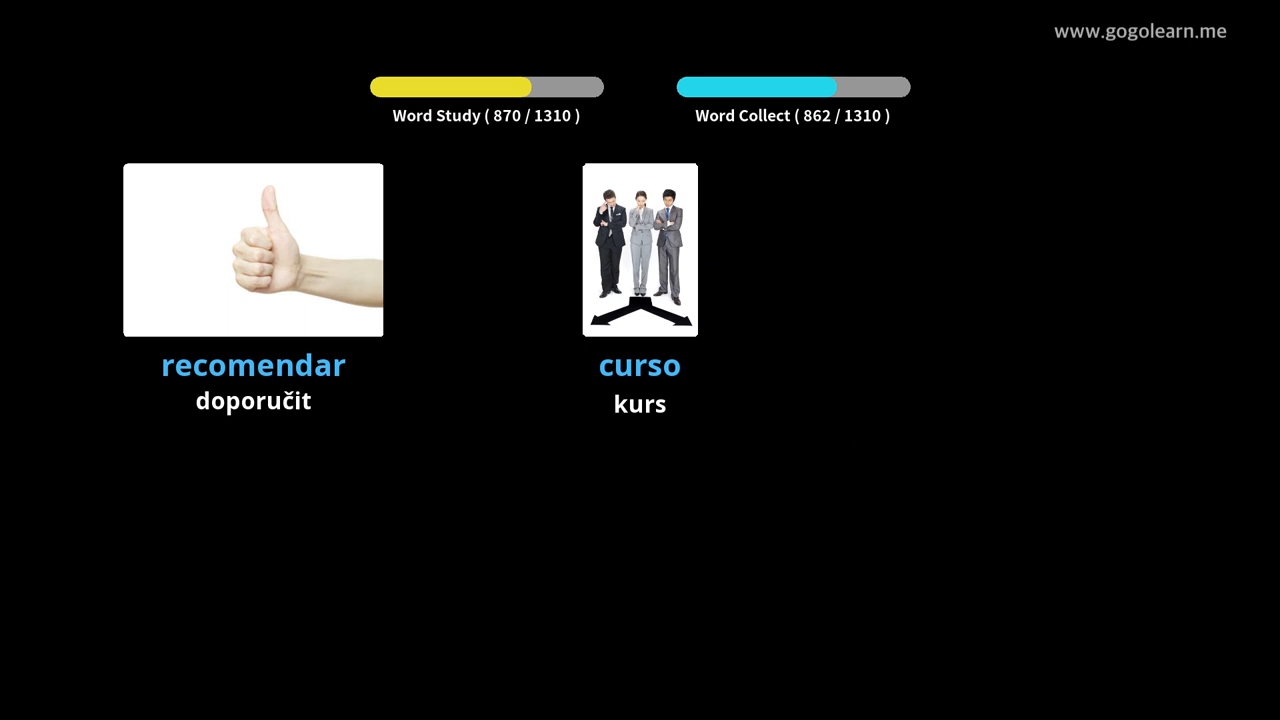 www.gogolearn.me
Word Study ( 870 / 1310 )
Word Collect ( 862 / 1310 )
recomendar
doporučit
curso
kurs